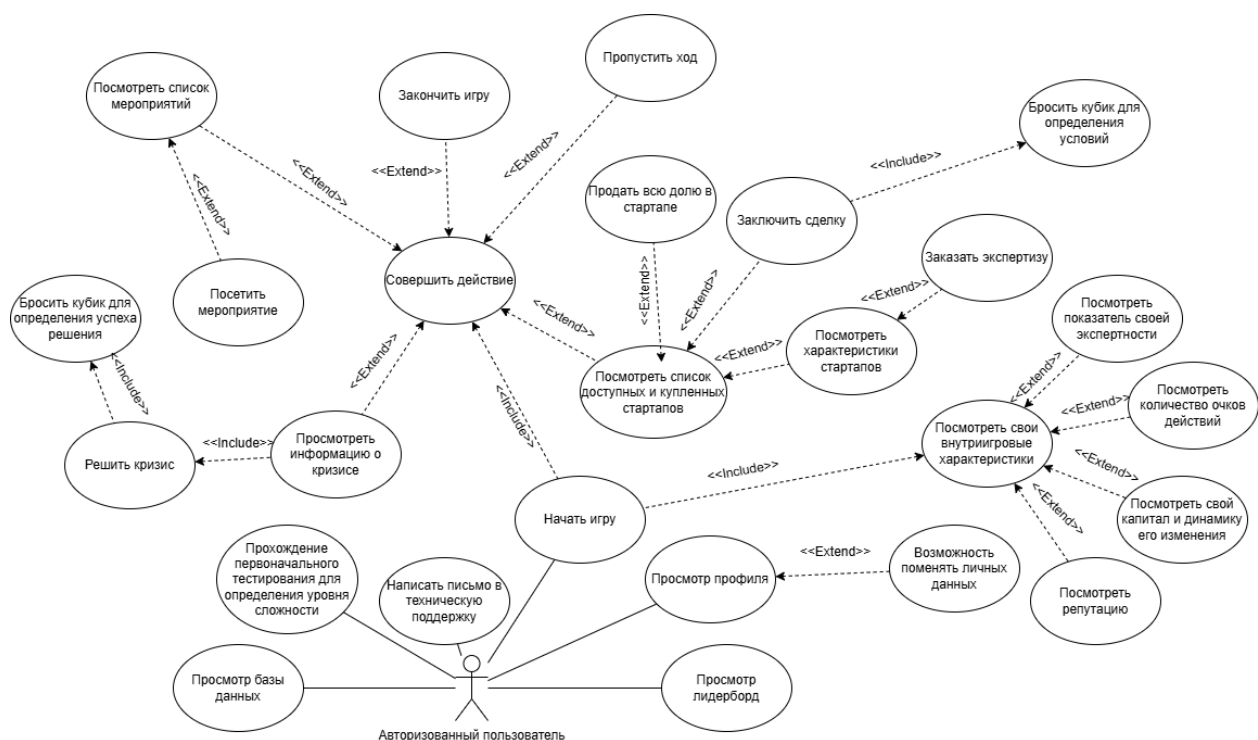 Пропустить ход
Посмотреть список
мероприятий
Закончить игру
<<Extend>>
<<Extend>>
<<Extend>>
<<Extend>>
Бросить кубик для
определения
условий
<<Include>>
Продать всю долю в
стартапе
Заключить сделку
Посетить
мероприятие
Совершить действие
Заказать экспертизу
<<Extend>>
<<Extend>>
<<Extend>>
Бросить кубик для
определения успеха
решения
<<Include>>
<<Extend>>
<<Extend>>
<<Extend>>
Посмотреть
характеристики
стартапов
Посмотреть
показатель своей
экспертности
<<Extend>>
Посмотреть список
доступных и купленных
стартапов
<<Include>>
Посмотреть
количество очков
действий
<<Extend>>
Решить кризис
<<Include>>
Просмотреть
информацию о
кризисе
Посмотреть свои
внутриигровые
характеристики
<<Include>>
<<Extend>>
Начать игру
<<Extend>>
Посмотреть свой
капитал и динамику
его изменения
Прохождение
первоначального
тестирования для
определения уровня
сложности
Написать письмо в
техническую
поддержку
Просмотр профиля
<<Extend>>
Возможность
поменять личных
данных
Посмотреть
репутацию
Просмотр базы
данных
Просмотр
лидерборд
Авторизованный пользователь